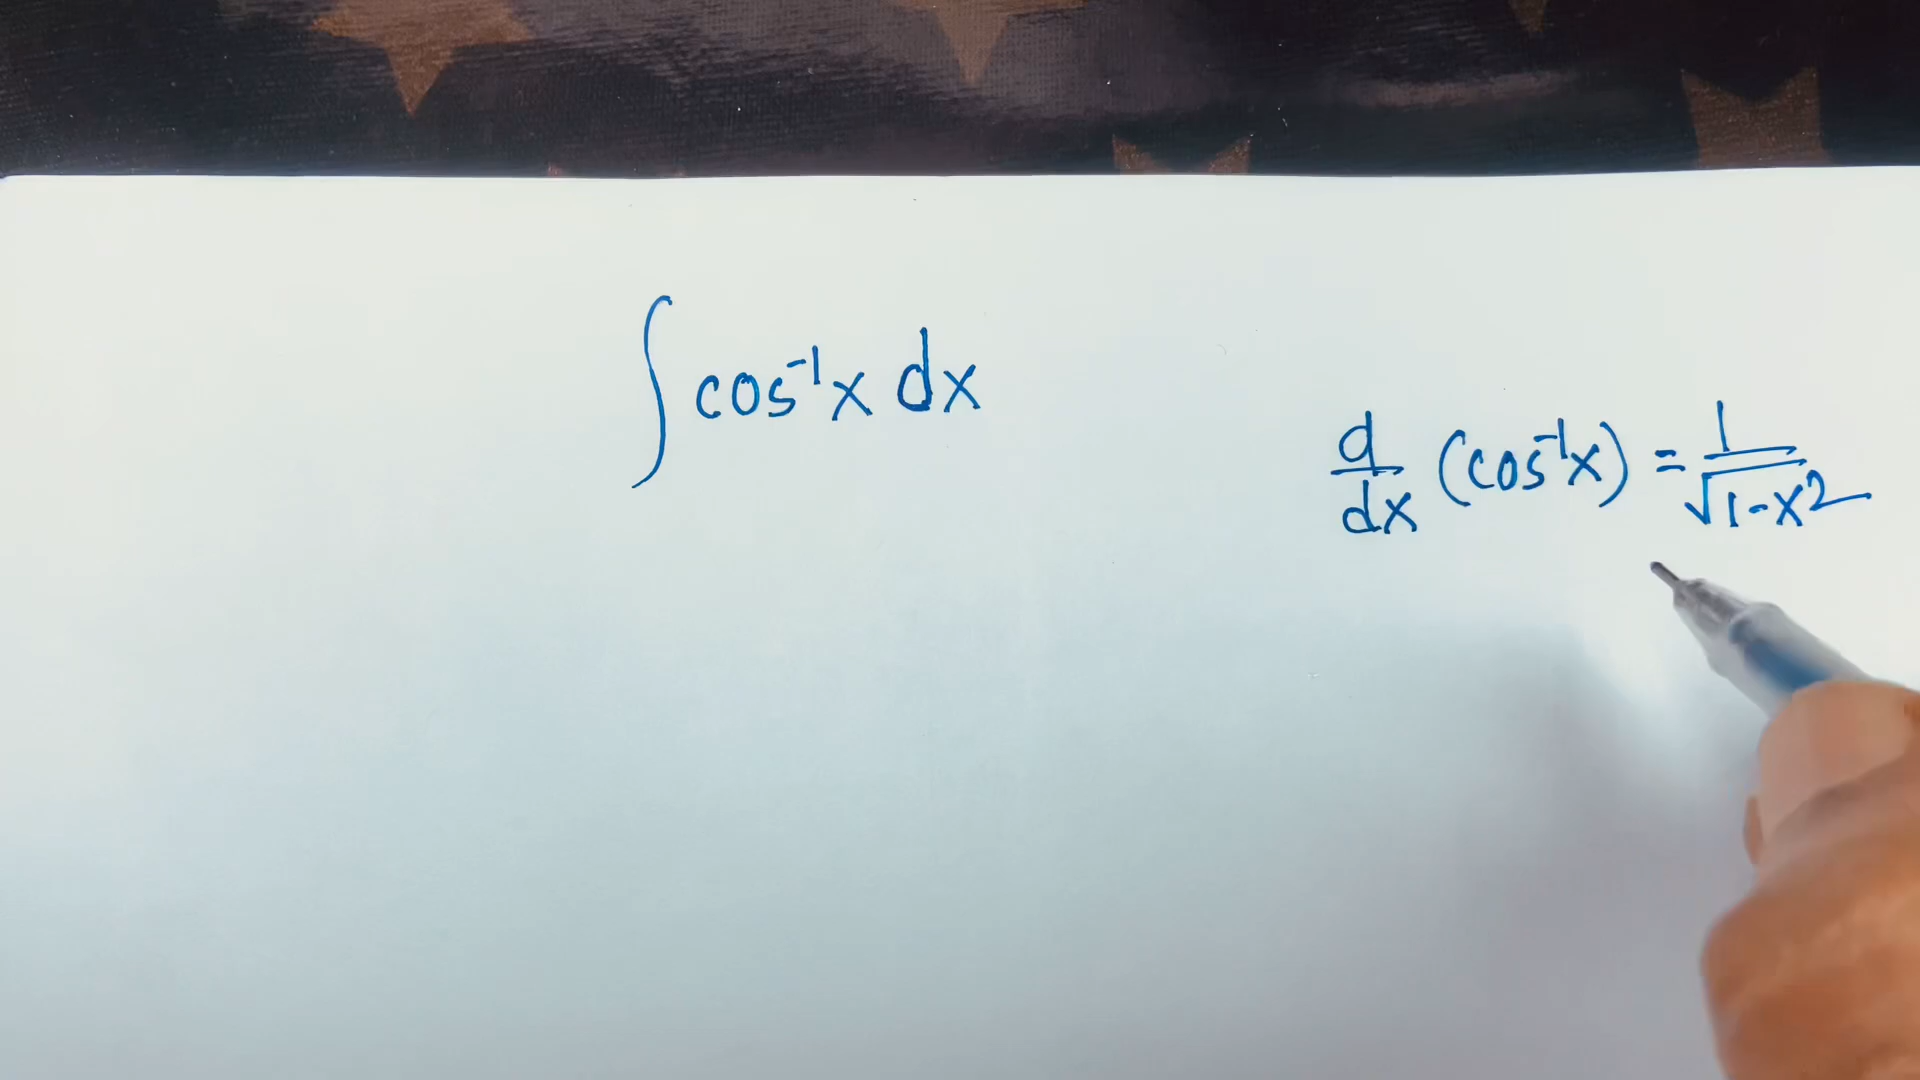 ∫ cos⁻¹x dx
d/dx (cos⁻¹x) = 1/√1-x²